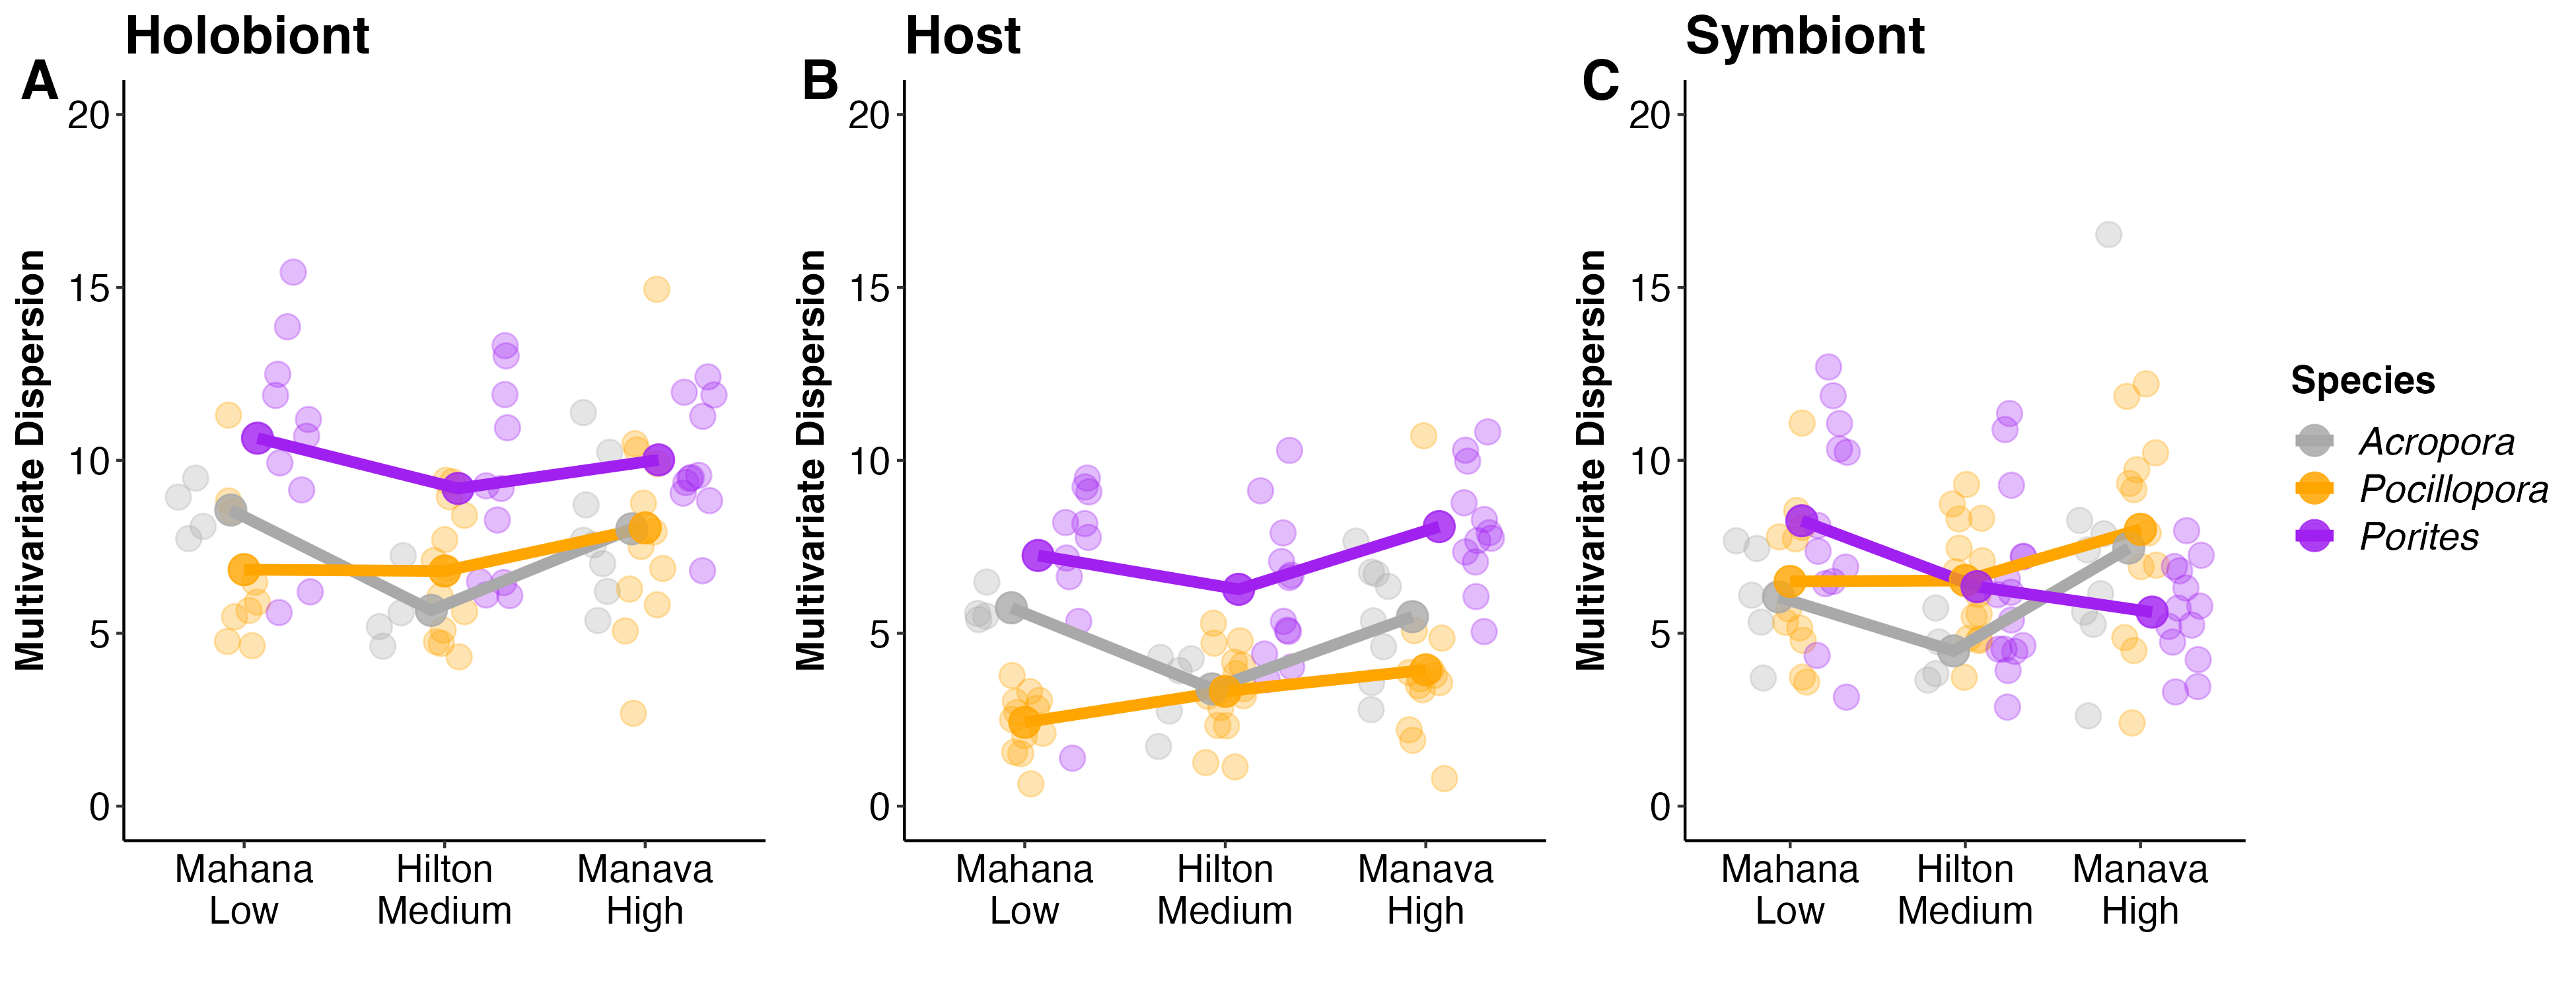 Holobiont
A
Multivariate Dispersion
20
15
10
5
0
Mahana Low
Hilton Medium
Manava High
Host
B
Multivariate Dispersion
20
15
10
5
0
Mahana Low
Hilton Medium
Manava High
Symbiont
C
Multivariate Dispersion
20
15
10
5
0
Mahana Low
Hilton Medium
Manava High
Species
Acropora
Pocillopora
Porites